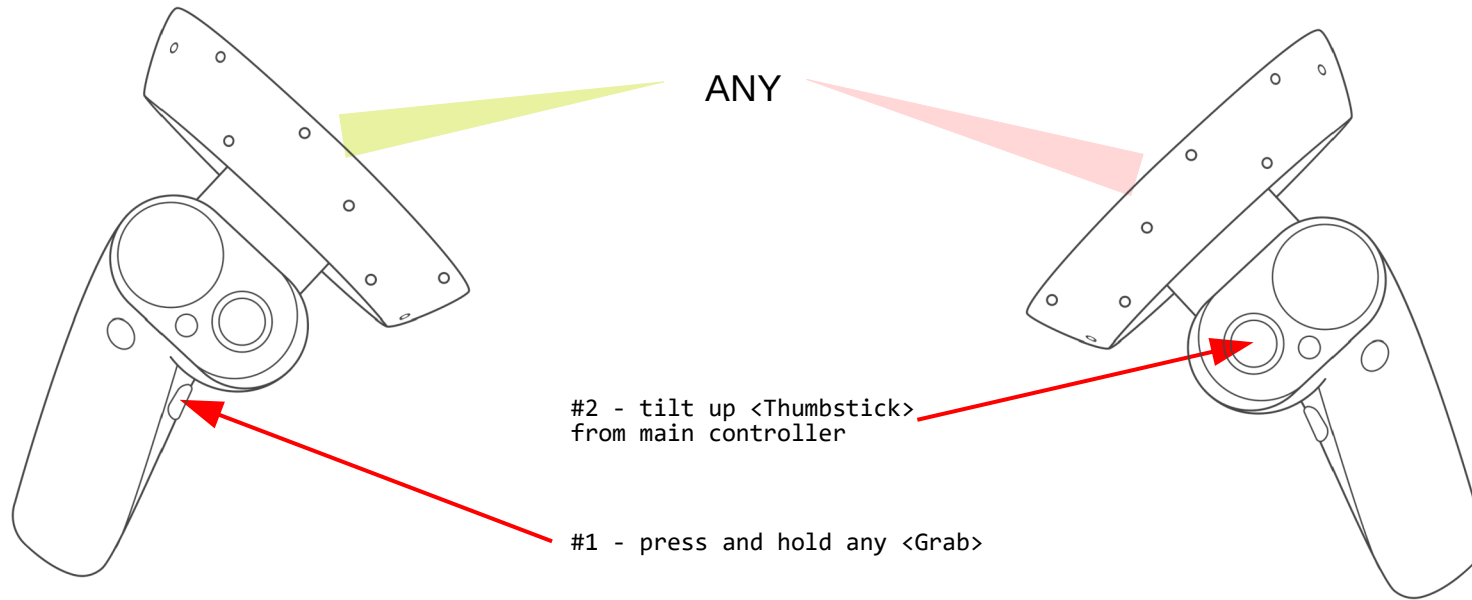 ANY
#2 - tilt up <Thumbstick>
from main controller
#1 - press and hold any <Grab>